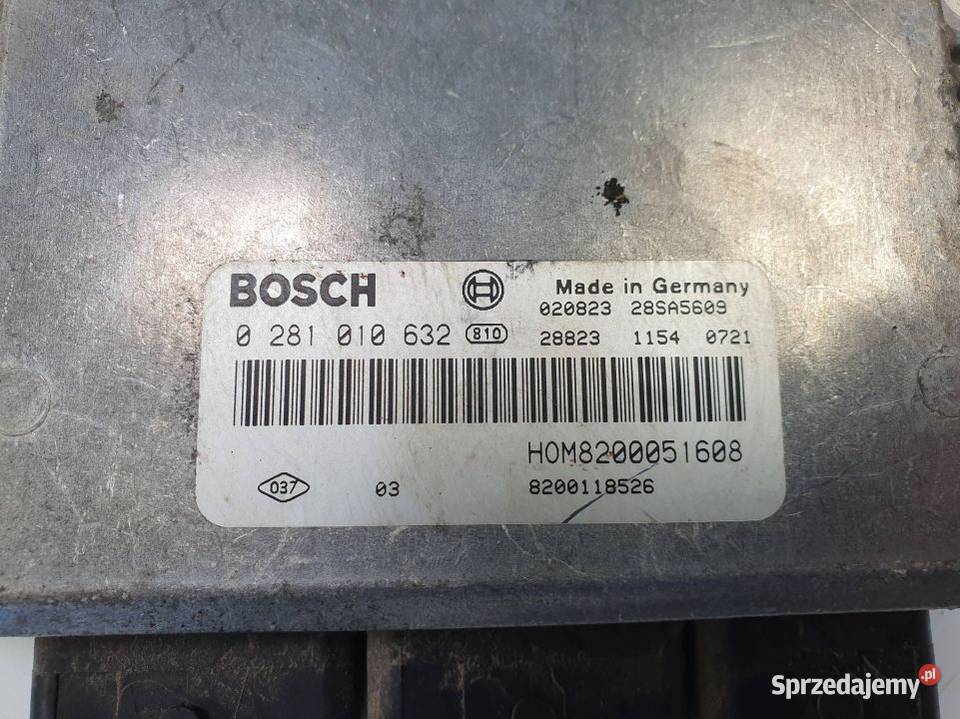 BOSCH Made in Germany
020823 28SA5609
0 281 010 632 810 28823 1154 0721
HOM8200051608
037 03 8200118526
Sprzedajemy.pl